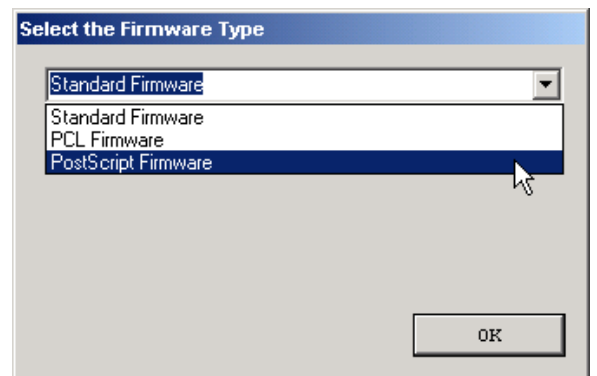 Select the Firmware Type
Standard Firmware
Standard Firmware
PCL Firmware
PostScript Firmware
OK